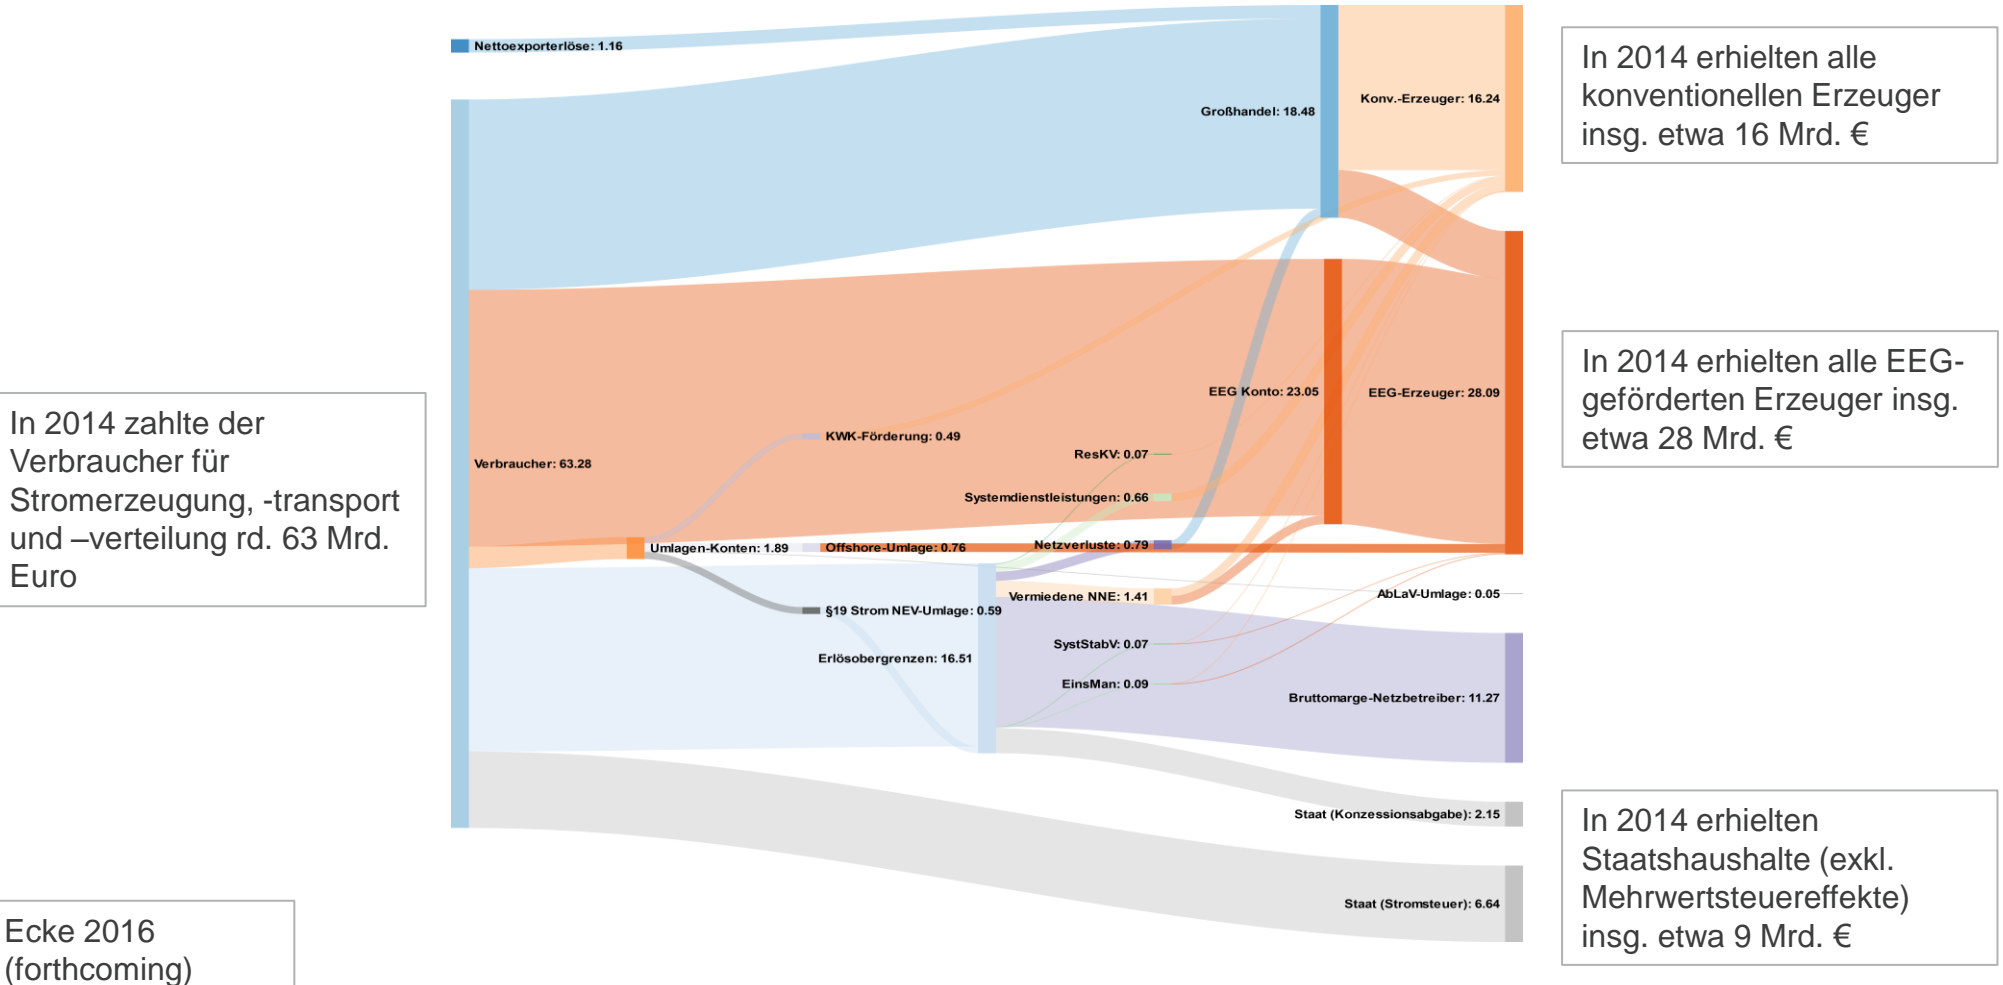 Nettoexporterlöse: 1.16
Großhandel: 18.48
Konv.-Erzeuger: 16.24
In 2014 erhielten alle
konventionellen Erzeuger
insg. etwa 16 Mrd. €
EEG Konto: 23.05
EEG-Erzeuger: 28.09
In 2014 erhielten alle EEG-
geförderten Erzeuger insg.
etwa 28 Mrd. €
In 2014 zahlte der
Verbraucher für
Stromerzeugung, -transport
und –verteilung rd. 63 Mrd.
Euro
Verbraucher: 63.28
KWK-Förderung: 0.49
ResKV: 0.07
Systemdienstleistungen: 0.66
Umlagen-Konten: 1.89
Offshore-Umlage: 0.76
Netzverluste: 0.79
Vermiedene NNE: 1.41
AbLaV-Umlage: 0.05
§19 Strom NEV-Umlage: 0.59
Erlösobergrenzen: 16.51
SystStabV: 0.07
EinsMan: 0.09
Bruttomarge-Netzbetreiber: 11.27
Staat (Konzessionsabgabe): 2.15
Staat (Stromsteuer): 6.64
In 2014 erhielten
Staatshaushalte (exkl.
Mehrwertsteuereffekte)
insg. etwa 9 Mrd. €
Ecke 2016
(forthcoming)